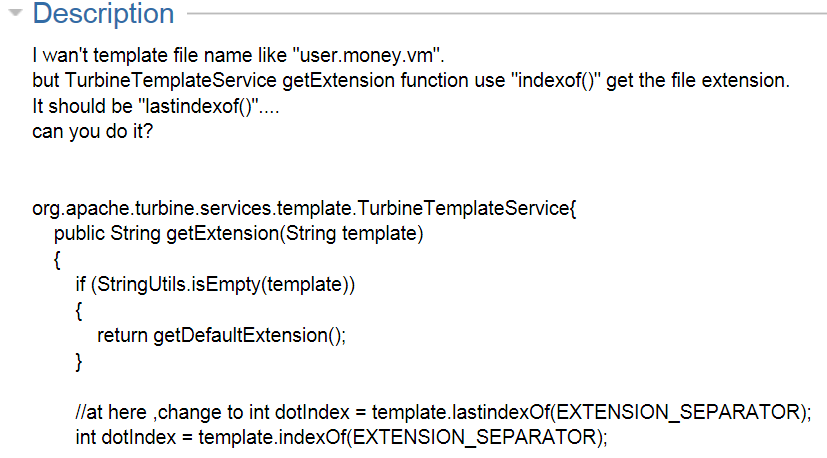 Description
I wan't template file name like "user.money.vm".
but TurbineTemplateService getExtension function use "indexof()" get the file extension.
It should be "lastindexof()"....
can you do it?
org.apache.turbine.services.template.TurbineTemplateService{
public String getExtension(String template)
{
if (StringUtils.isEmpty(template))
{
return getDefaultExtension();
}
//at here ,change to int dotIndex = template.lastindexOf(EXTENSION_SEPARATOR);
int dotIndex = template.indexOf(EXTENSION_SEPARATOR);